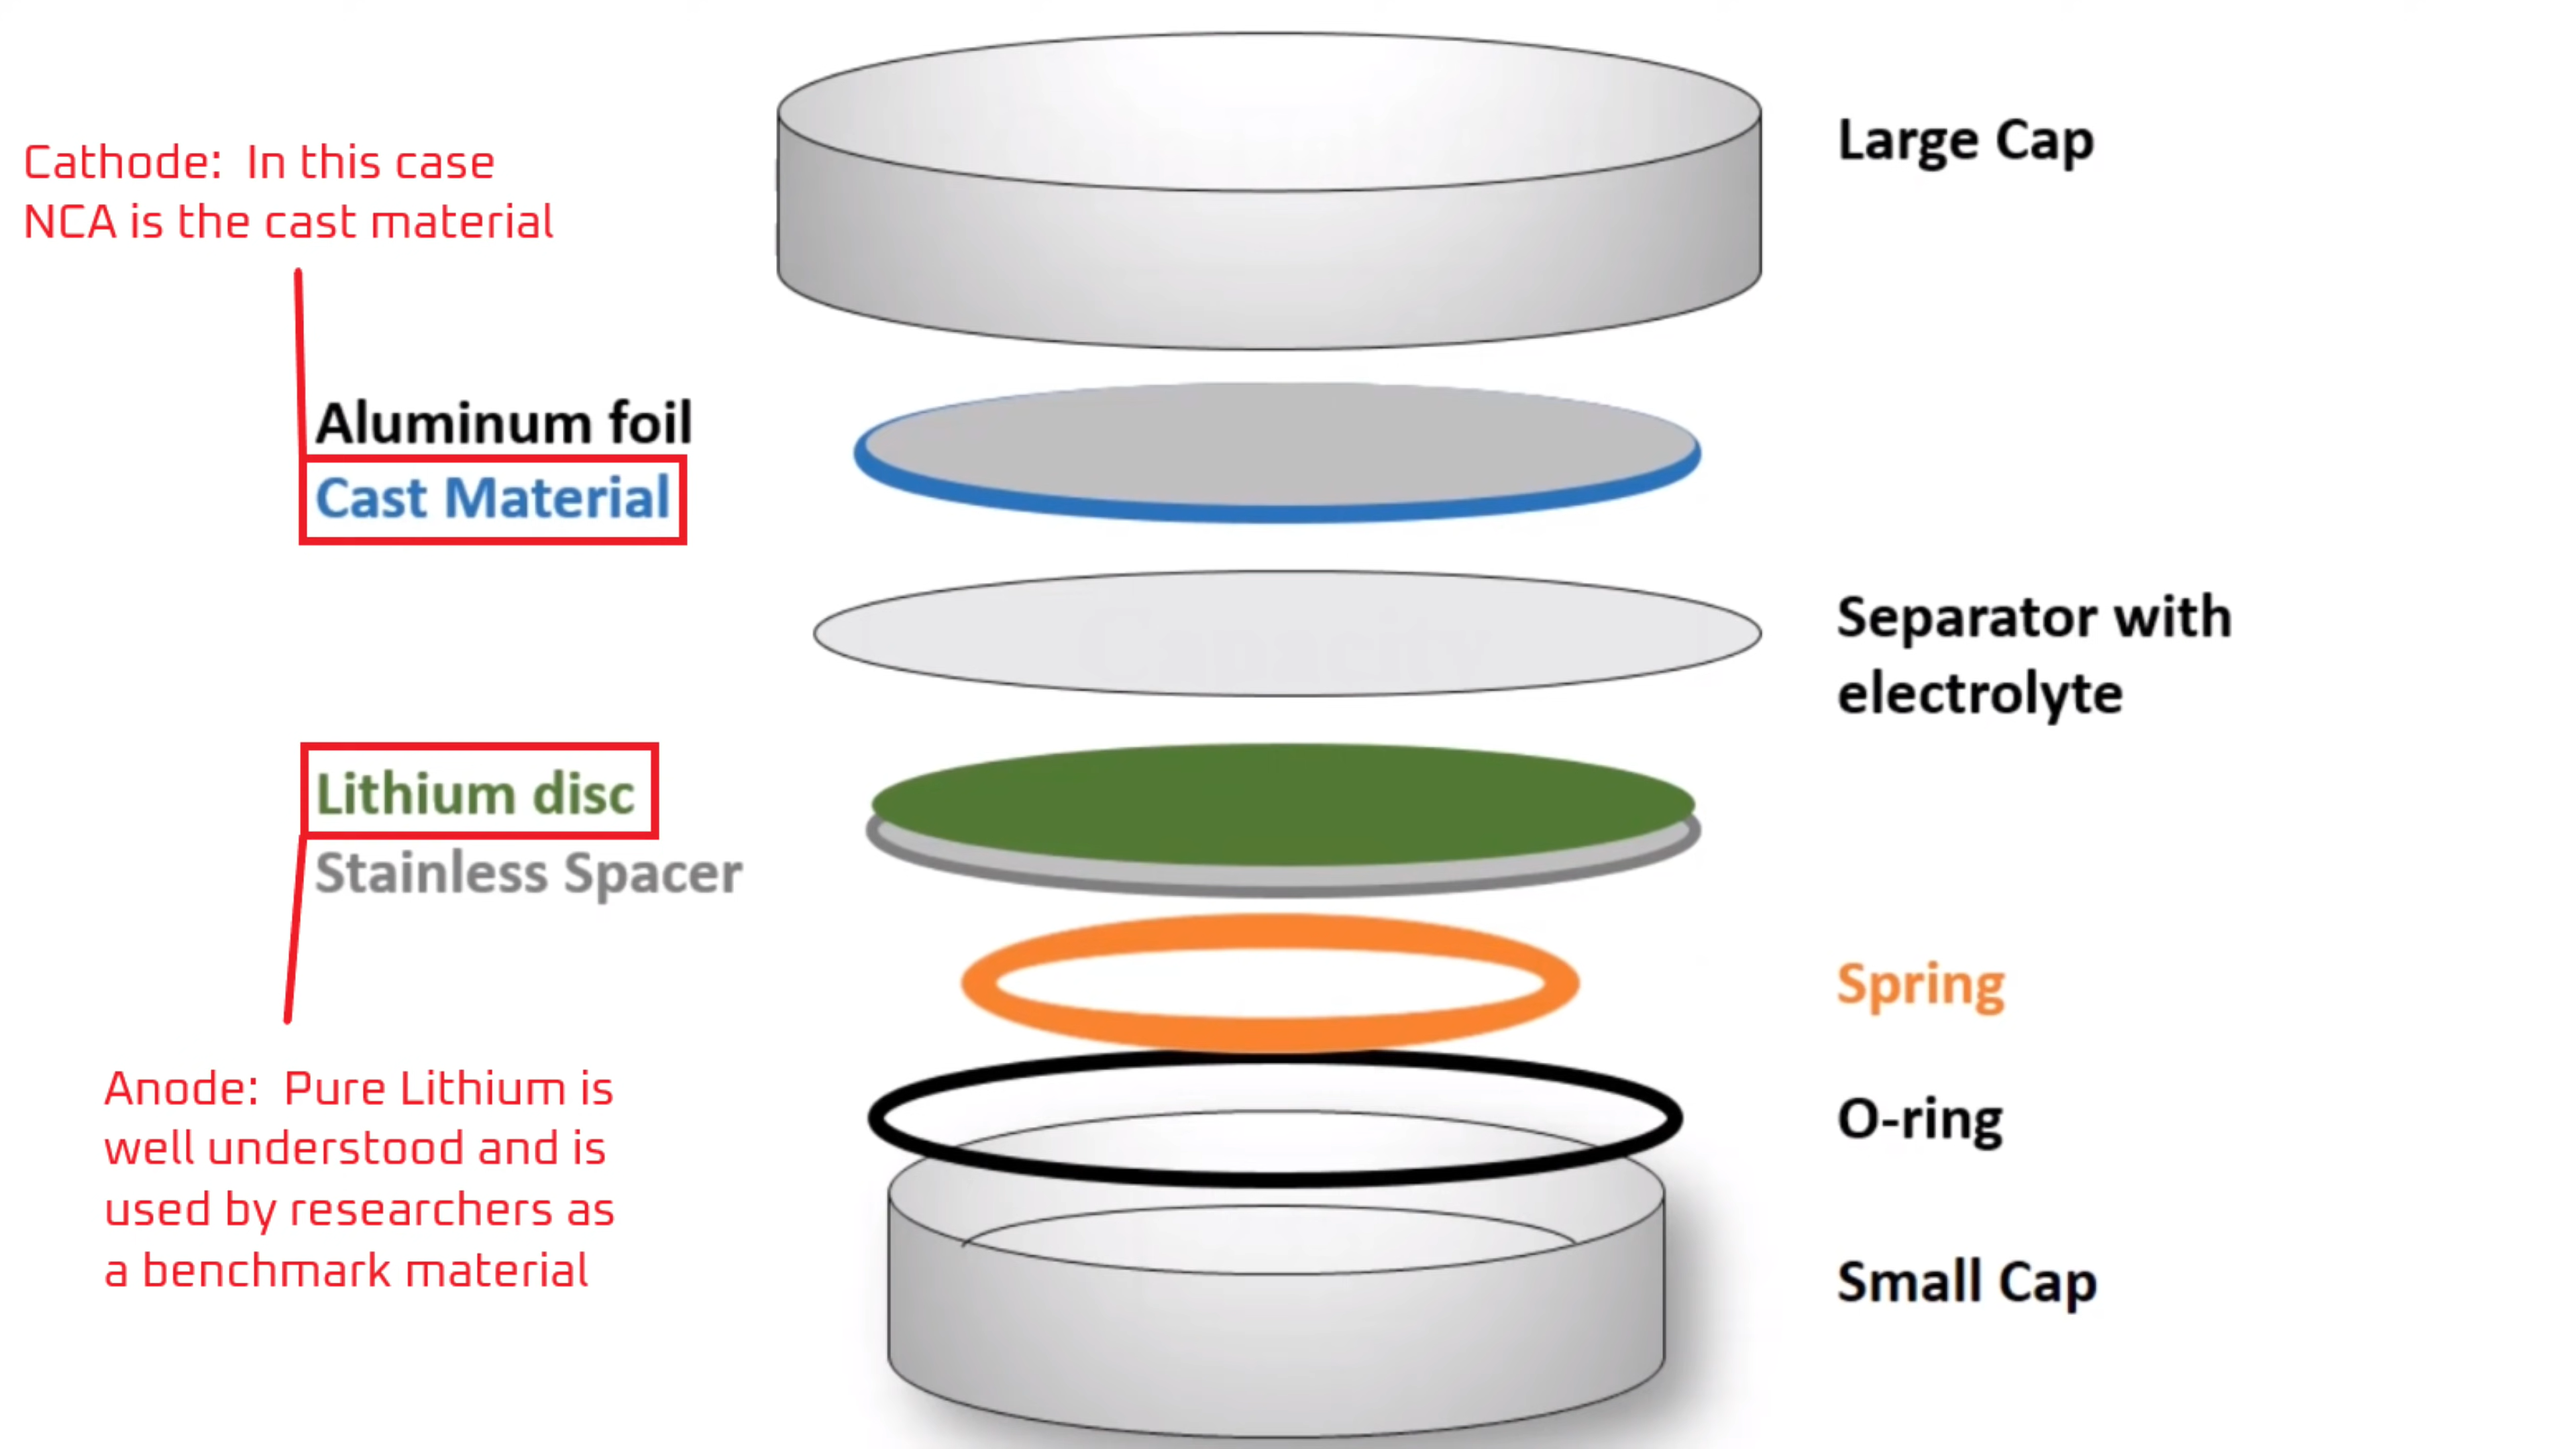 Large Cap
Cathode: In this case
NCA is the cast material
Aluminum foil
Cast Material
Separator with
electrolyte
Lithium disc
Stainless Spacer
Spring
Anode: Pure Lithium is
well understood and is
used by researchers as
a benchmark material
O-ring
Small Cap